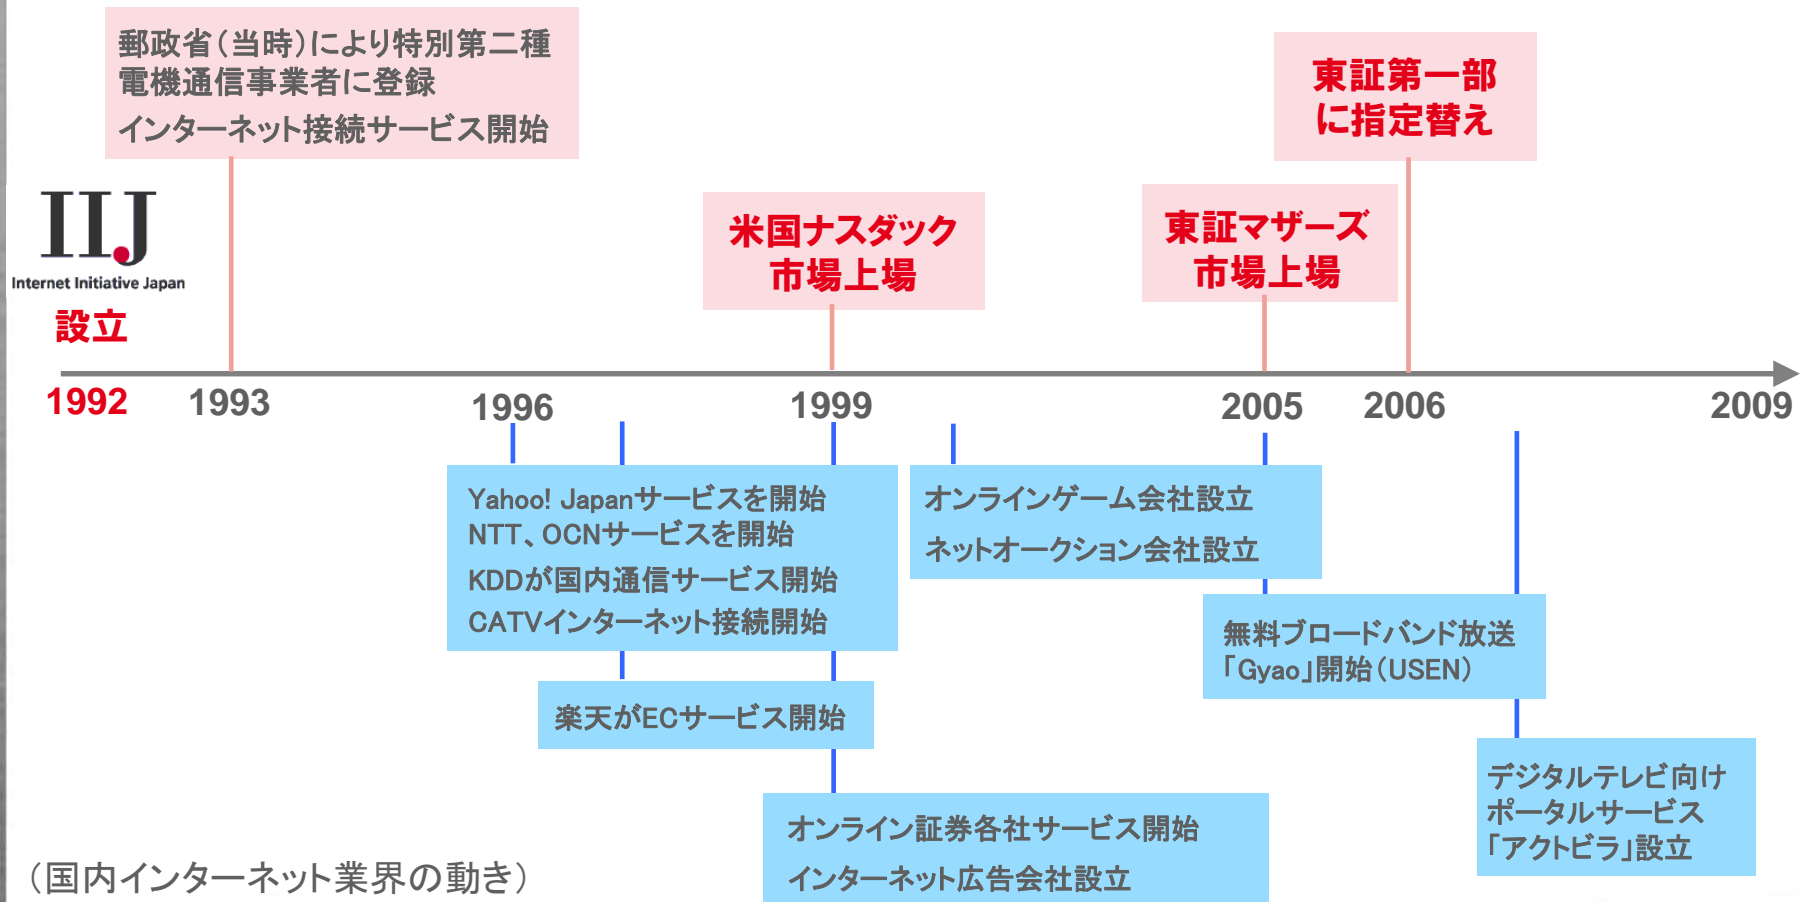 郵政省（当時）により特別第二種
電機通信事業者に登録
インターネット接続サービス開始
東証第一部
に指定替え
IIJ
Internet Initiative Japan
設立
米国ナスダック
市場上場
東証マザーズ
市場上場
1992
1993
1996
1999
2005
2006
2009
Yahoo! Japanサービスを開始
NTT、OCNサービスを開始
KDDが国内通信サービス開始
CATVインターネット接続開始
オンラインゲーム会社設立
ネットオークション会社設立
無料ブロードバンド放送
「Gyao」開始（USEN）
楽天がECサービス開始
デジタルテレビ向け
ポータルサービス
「アクトビラ」設立
オンライン証券各社サービス開始
インターネット広告会社設立
（国内インターネット業界の動き）